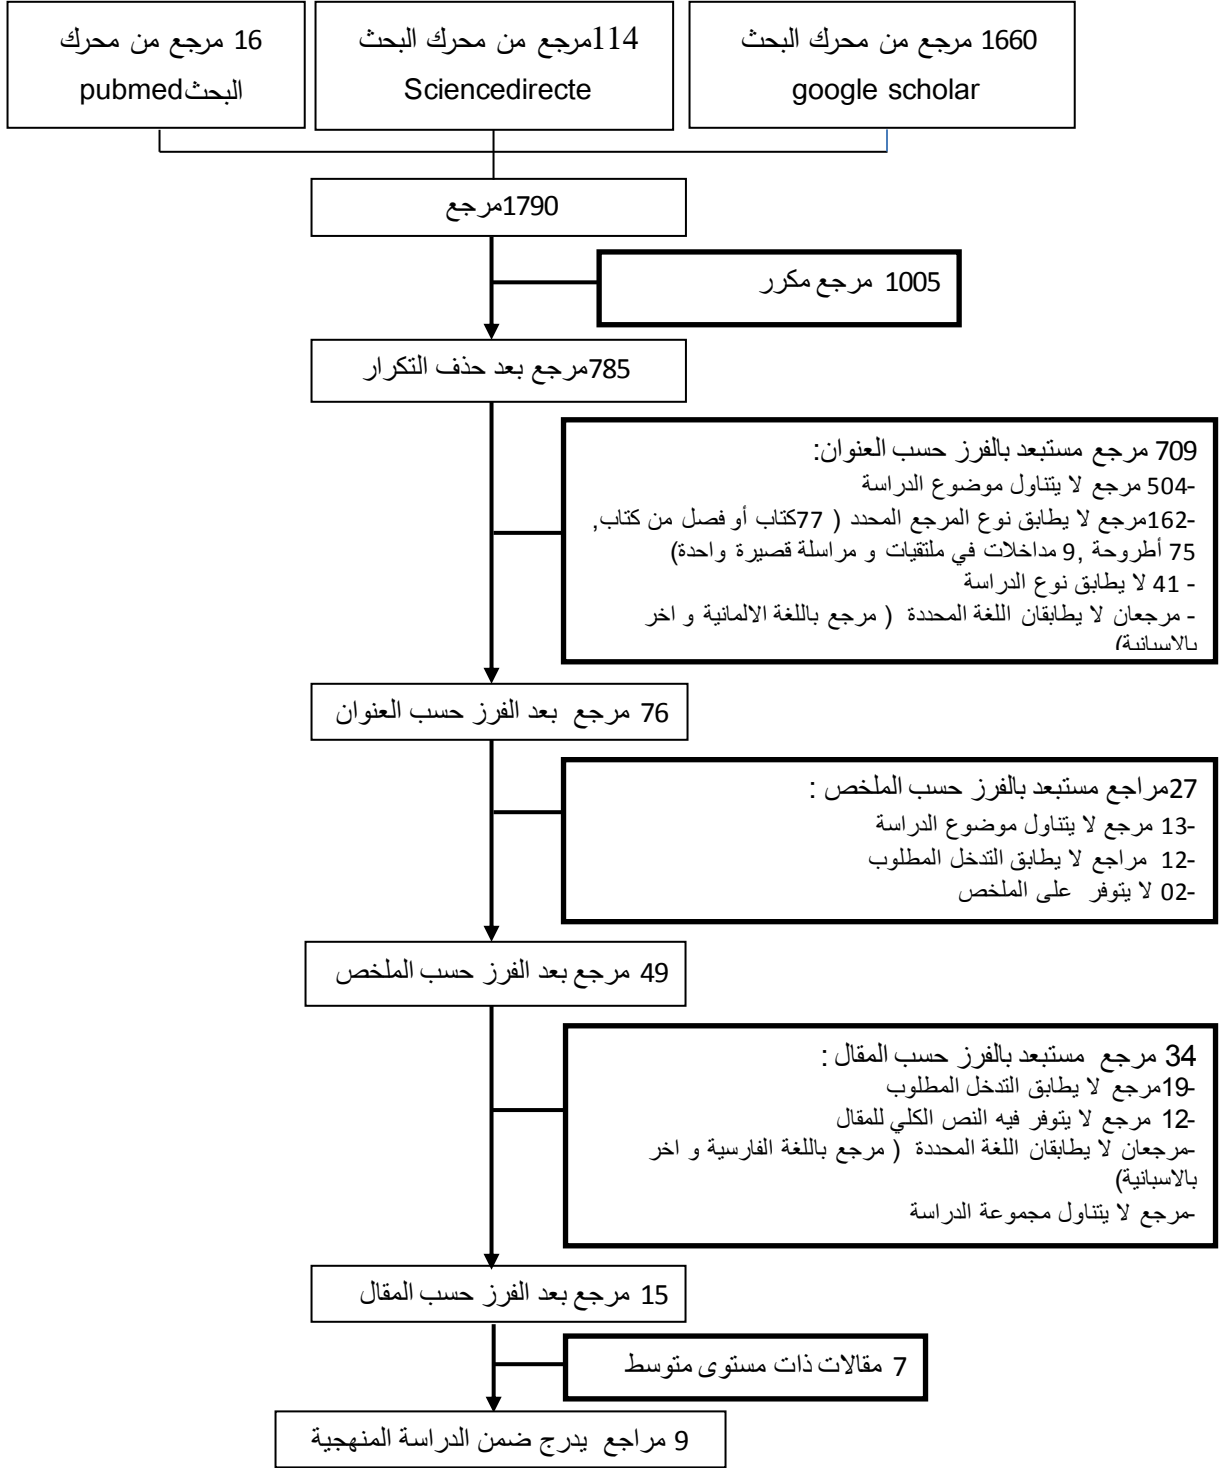 1660 مرجع من محرك البحث
google scholar
114مرجع من محرك البحث
Sciencedirecte
16 مرجع من محرك
البحثpubmed
1790مرجع
1005 مرجع مكرر
785مرجع بعد حذف التكرار
709 مرجع مستبعد بالفرز حسب العنوان:
-504 مرجع لا يتناول موضوع الدراسة
-162مرجع لا يطابق نوع المرجع المحدد ( 77كتاب أو فصل من كتاب,
75 أطروحة ,9 مداخلات في ملتقيات و مراسلة قصيرة واحدة)
- 41 لا يطابق نوع الدراسة
- مرجعان لا يطابقان اللغة المحددة ( مرجع باللغة الالمانية و اخر
بالاسبانية)
76 مرجع بعد الفرز حسب العنوان
27مراجع مستبعد بالفرز حسب الملخص :
-13 مرجع لا يتناول موضوع الدراسة
-12 مراجع لا يطابق التدخل المطلوب
-02 لا يتوفر على الملخص
49 مرجع بعد الفرز حسب الملخص
34 مرجع مستبعد بالفرز حسب المقال :
-19مرجع لا يطابق التدخل المطلوب
-12 مرجع لا يتوفر فيه النص الكلي للمقال
-مرجعان لا يطابقان اللغة المحددة ( مرجع باللغة الفارسية و اخر
بالاسبانية)
-مرجع لا يتناول مجموعة الدراسة
15 مرجع بعد الفرز حسب المقال
7 مقالات ذات مستوى متوسط
9 مراجع يدرج ضمن الدراسة المنهجية